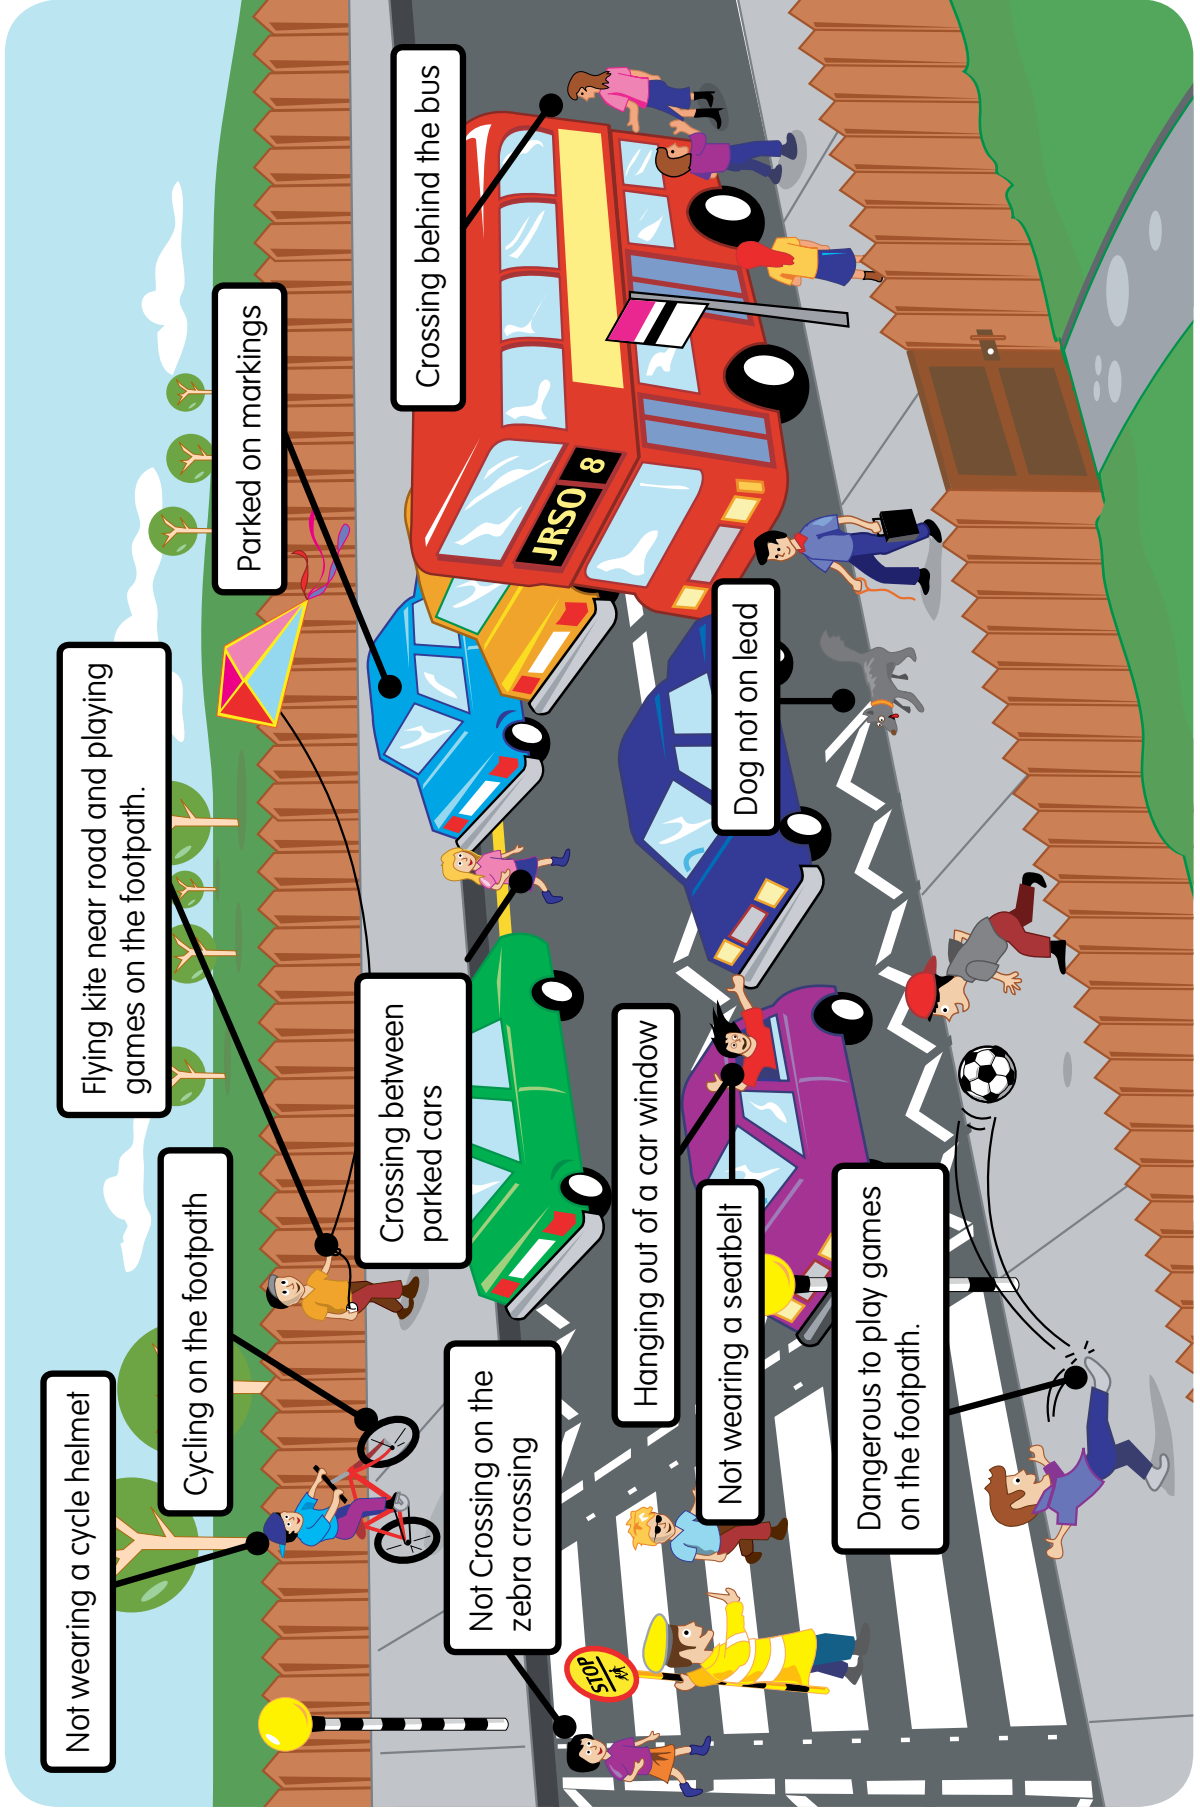 Not wearing a cycle helmet
Cycling on the footpath
Flying kite near road and playing
games on the footpath.
Parked on markings
Crossing behind the bus
Crossing between
parked cars
Not Crossing on the
zebra crossing
Hanging out of a car window
Not wearing a seatbelt
Dog not on lead
Dangerous to play games
on the footpath.
JRSO 8
STOP